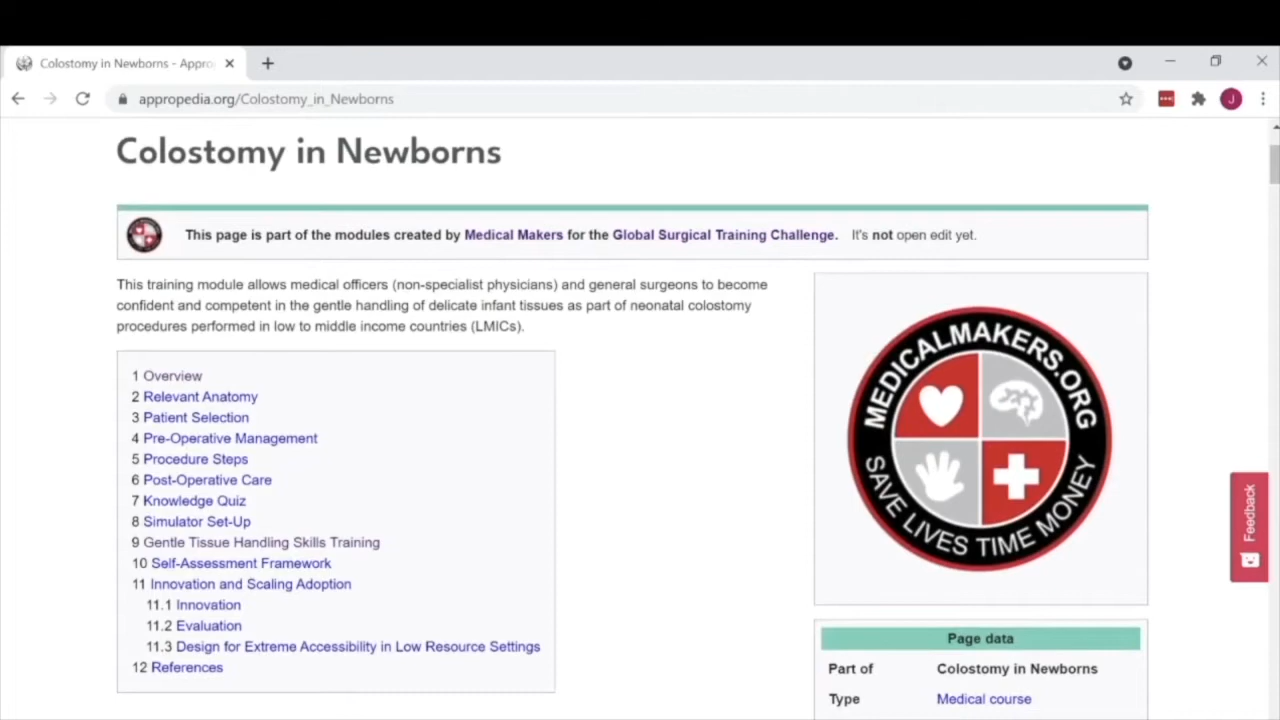 Colostomy in Newborns - Appro
appropedia.org/Colostomy_in_Newborns
J
Colostomy in Newborns
This page is part of the modules created by Medical Makers for the Global Surgical Training Challenge. It's not open edit yet.
This training module allows medical officers (non-specialist physicians) and general surgeons to become
confident and competent in the gentle handling of delicate infant tissues as part of neonatal colostomy
procedures performed in low to middle income countries (LMICs).
1 Overview
2 Relevant Anatomy
3 Patient Selection
4 Pre-Operative Management
5 Procedure Steps
6 Post-Operative Care
7 Knowledge Quiz
8 Simulator Set-Up
9 Gentle Tissue Handling Skills Training
10 Self-Assessment Framework
11 Innovation and Scaling Adoption
11.1 Innovation
11.2 Evaluation
11.3 Design for Extreme Accessibility in Low Resource Settings
12 References
MEDICALMAKERS.ORG
SAVE LIVES TIME MONEY
Feedback
Page data
Part of Colostomy in Newborns
Type Medical course